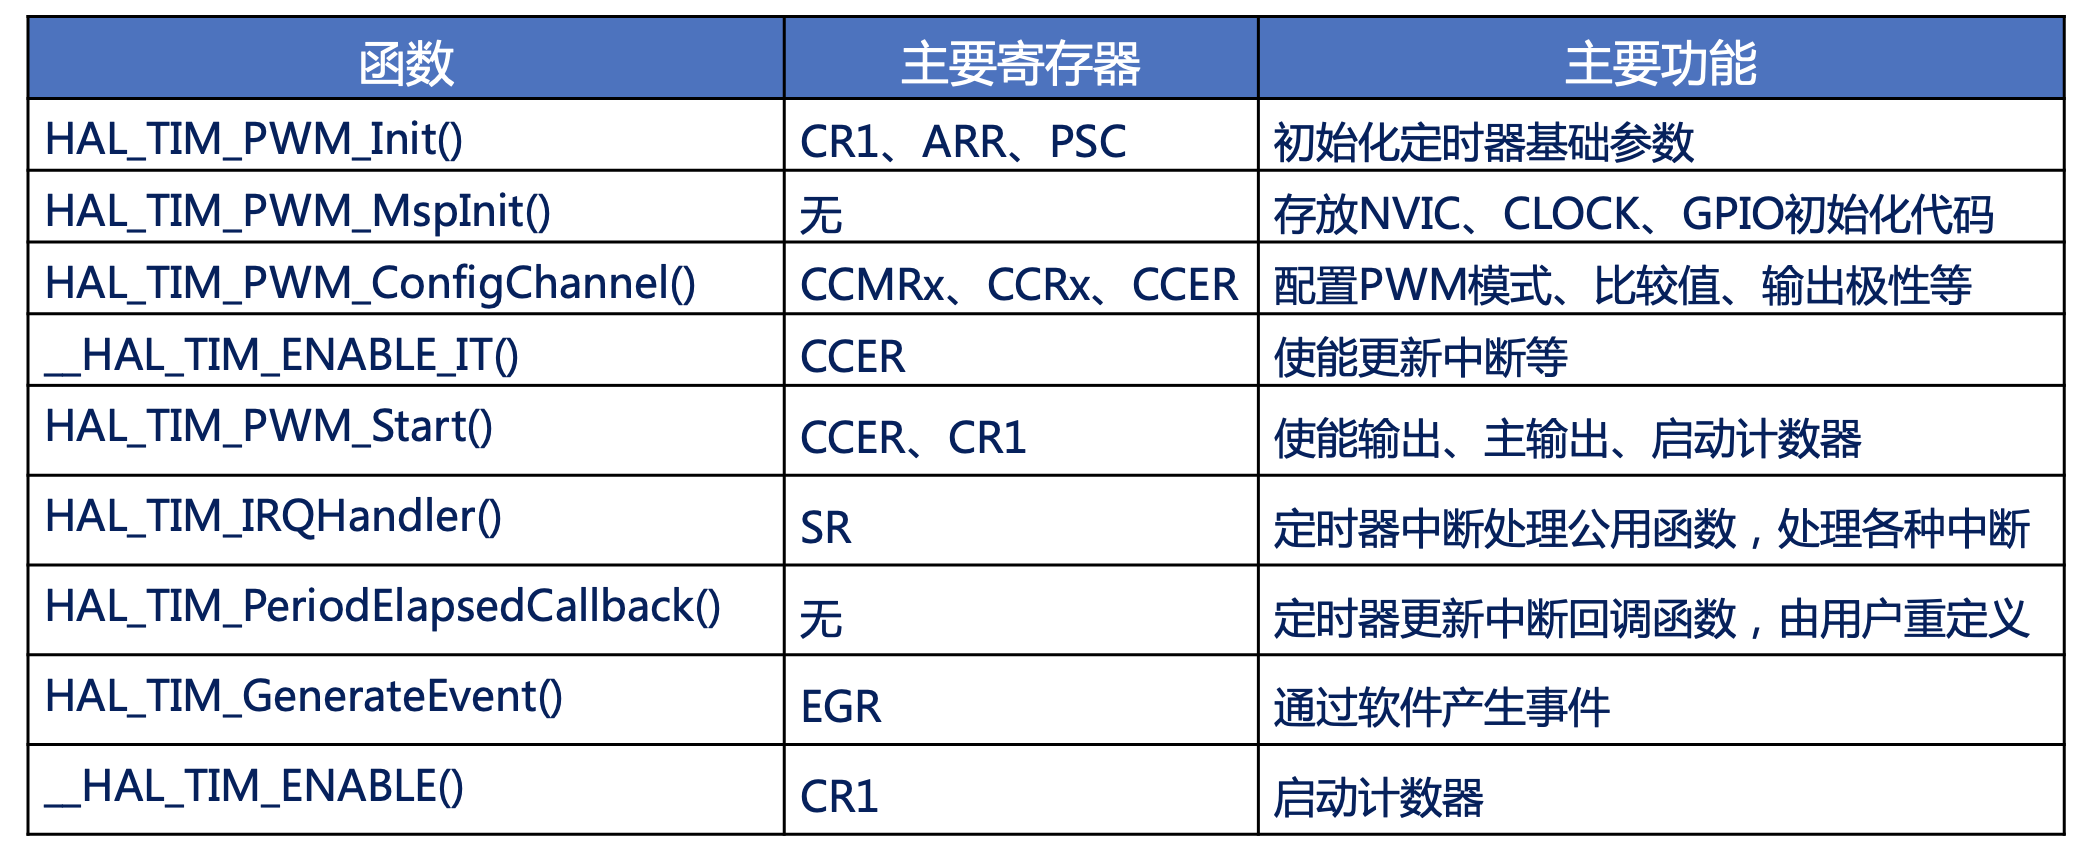 函数 主要寄存器 主要功能
HAL_TIM_PWM_Init() CR1、ARR、PSC 初始化定时器基础参数
HAL_TIM_PWM_MspInit() 无 存放NVIC、CLOCK、GPIO初始化代码
HAL_TIM_PWM_ConfigChannel() CCMRx、CCRx、CCER 配置PWM模式、比较值、输出极性等
__HAL_TIM_ENABLE_IT() CCER 使能更新中断等
HAL_TIM_PWM_Start() CCER、CR1 使能输出、主输出、启动计数器
HAL_TIM_IRQHandler() SR 定时器中断处理公用函数，处理各种中断
HAL_TIM_PeriodElapsedCallback() 无 定时器更新中断回调函数，由用户重定义
HAL_TIM_GenerateEvent() EGR 通过软件产生事件
__HAL_TIM_ENABLE() CR1 启动计数器